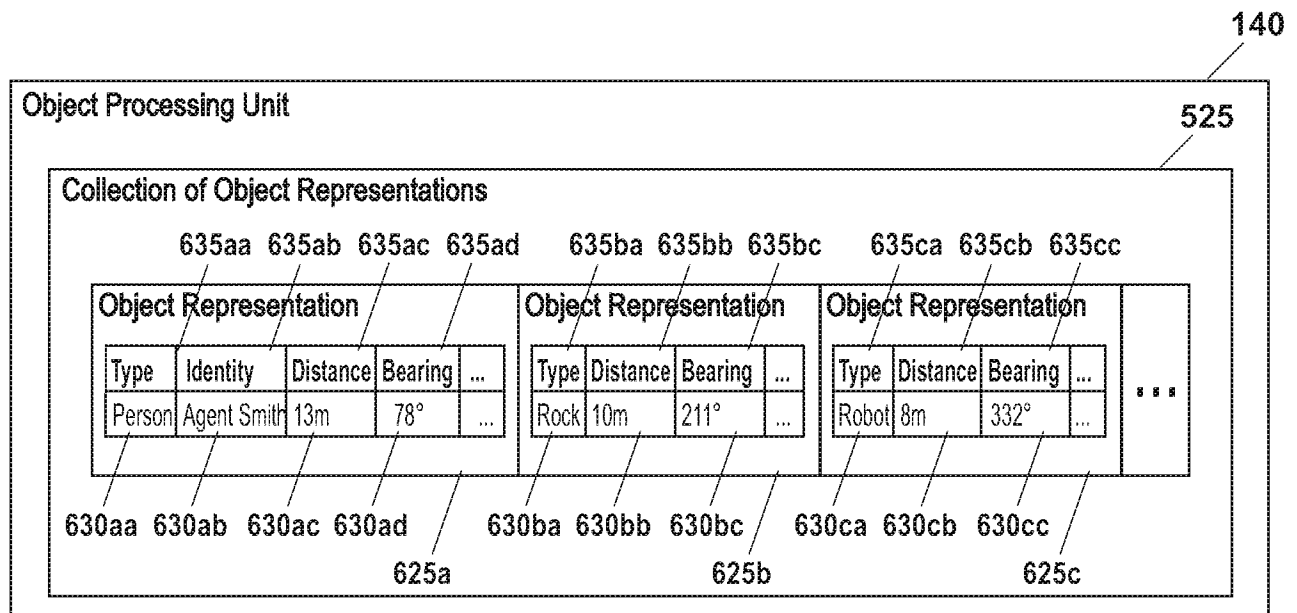 140
Object Processing Unit
525
Collection of Object Representations
635aa 635ab 635ac 635ad 635ba 635bb 635bc 635ca 635cb 635cc
Object Representation Object Representation Object Representation
Type Identity Distance Bearing ... Type Distance Bearing ... Type Distance Bearing ...
Person Agent Smith 13m 78° ... Rock 10m 211° ... Robot 8m 332° ...
630aa 630ab 630ac 630ad 630ba 630bb 630bc 630ca 630cb 630cc
625a 625b 625c